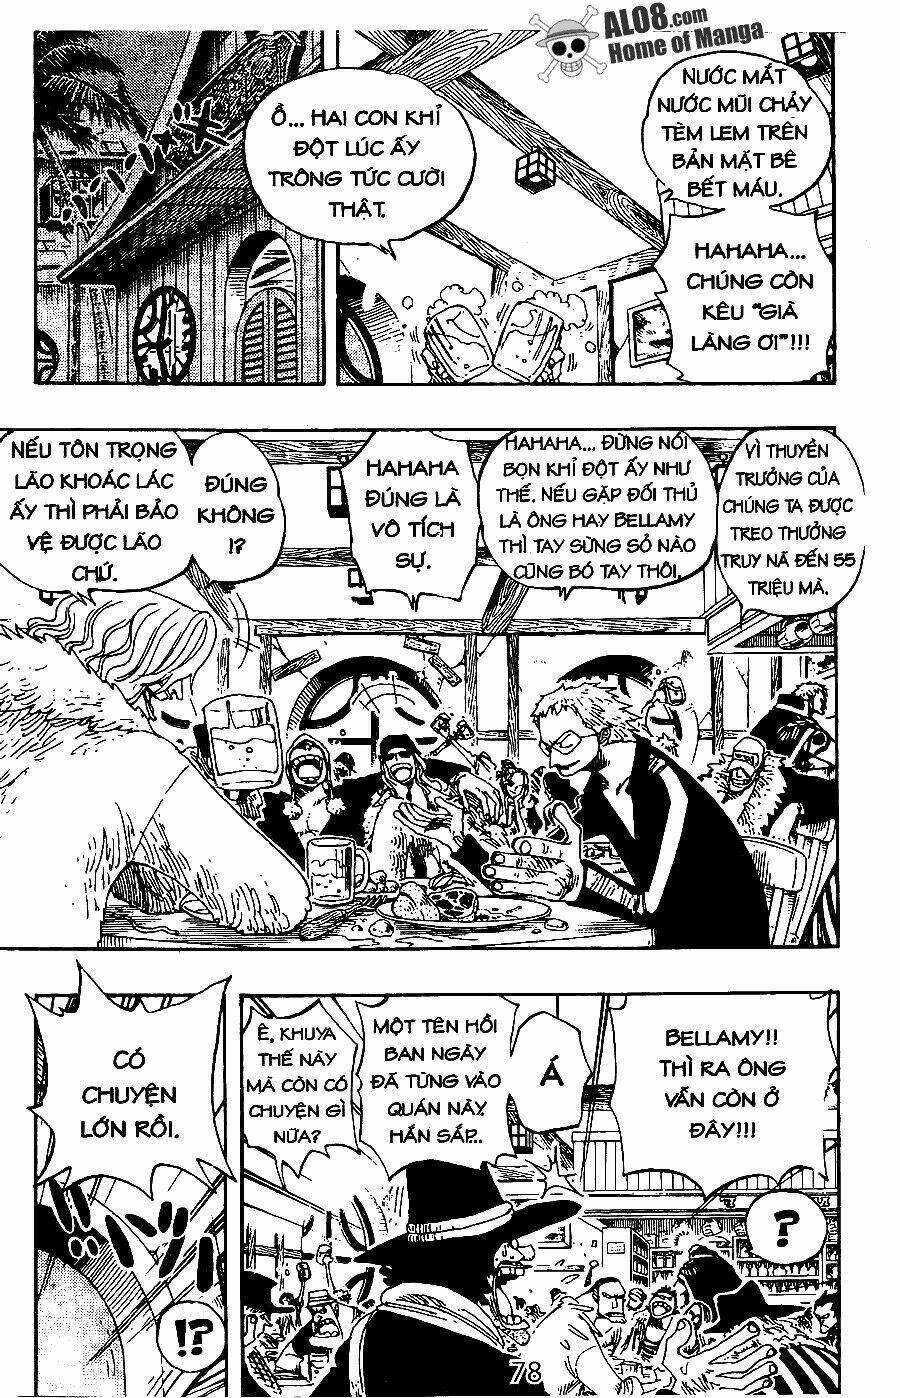 ALO8.com
Home of Manga
NƯỚC MẮT
NƯỚC MŨI CHẢY
TÈM LEM TRÊN
BẢN MẶT BÊ
BẾT MÁU.
HAHAHA...
CHÚNG CÒN
KÊU "GIÀ
LÀNG ƠI"!!!
Ồ... HAI CON KHỈ
ĐỘT LÚC ẤY
TRÔNG TỨC CƯỜI
THẬT.
VÌ THUYỀN
TRƯỞNG CỦA
CHÚNG TA ĐƯỢC
TREO THƯỞNG
TRUY NÃ ĐẾN 55
TRIỆU MÀ.
HAHAHA... ĐỪNG NÓI
BỌN KHỈ ĐỘT ẤY NHƯ
THẾ. NẾU GẶP ĐỐI THỦ
LÀ ÔNG HAY BELLAMY
THÌ TAY SỪNG SỎ NÀO
CŨNG BÓ TAY THÔI.
HAHAHA
ĐÚNG LÀ
VÔ TÍCH
SỰ.
ĐÚNG
KHÔNG
!?
NẾU TÔN TRỌNG
LÃO KHOÁC LÁC
ẤY THÌ PHẢI BẢO
VỆ ĐƯỢC LÃO
CHỨ.
BELLAMY!!
THÌ RA ÔNG
VẪN CÒN Ở
ĐÂY!!!
?
Á
MỘT TÊN HỒI
BAN NGÀY
ĐÃ TỪNG VÀO
QUÁN NÀY.
HẮN SẮP...
Ê, KHUYA
THẾ NÀY
MÀ CÒN CÓ
CHUYỆN GÌ
NỮA?
CÓ
CHUYỆN
LỚN RỒI.
!?
78